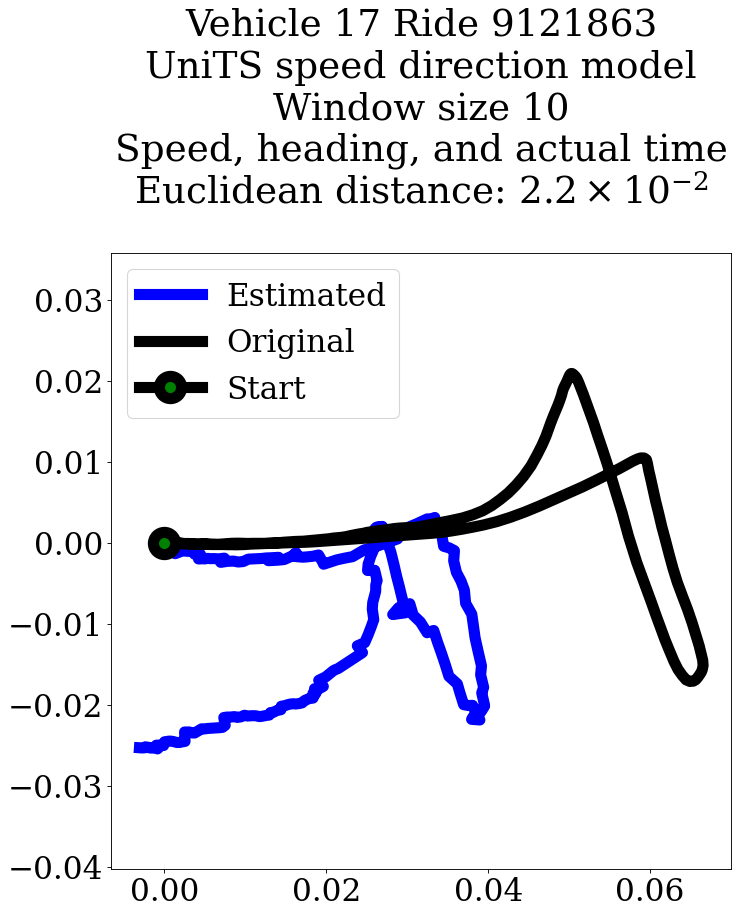 Vehicle 17 Ride 9121863
UniTS speed direction model
Window size 10
Speed, heading, and actual time
Euclidean distance: 2.2 × 10⁻²
Estimated
Original
Start
0.03
0.02
0.01
0.00
−0.01
−0.02
−0.03
−0.04
0.00 0.02 0.04 0.06